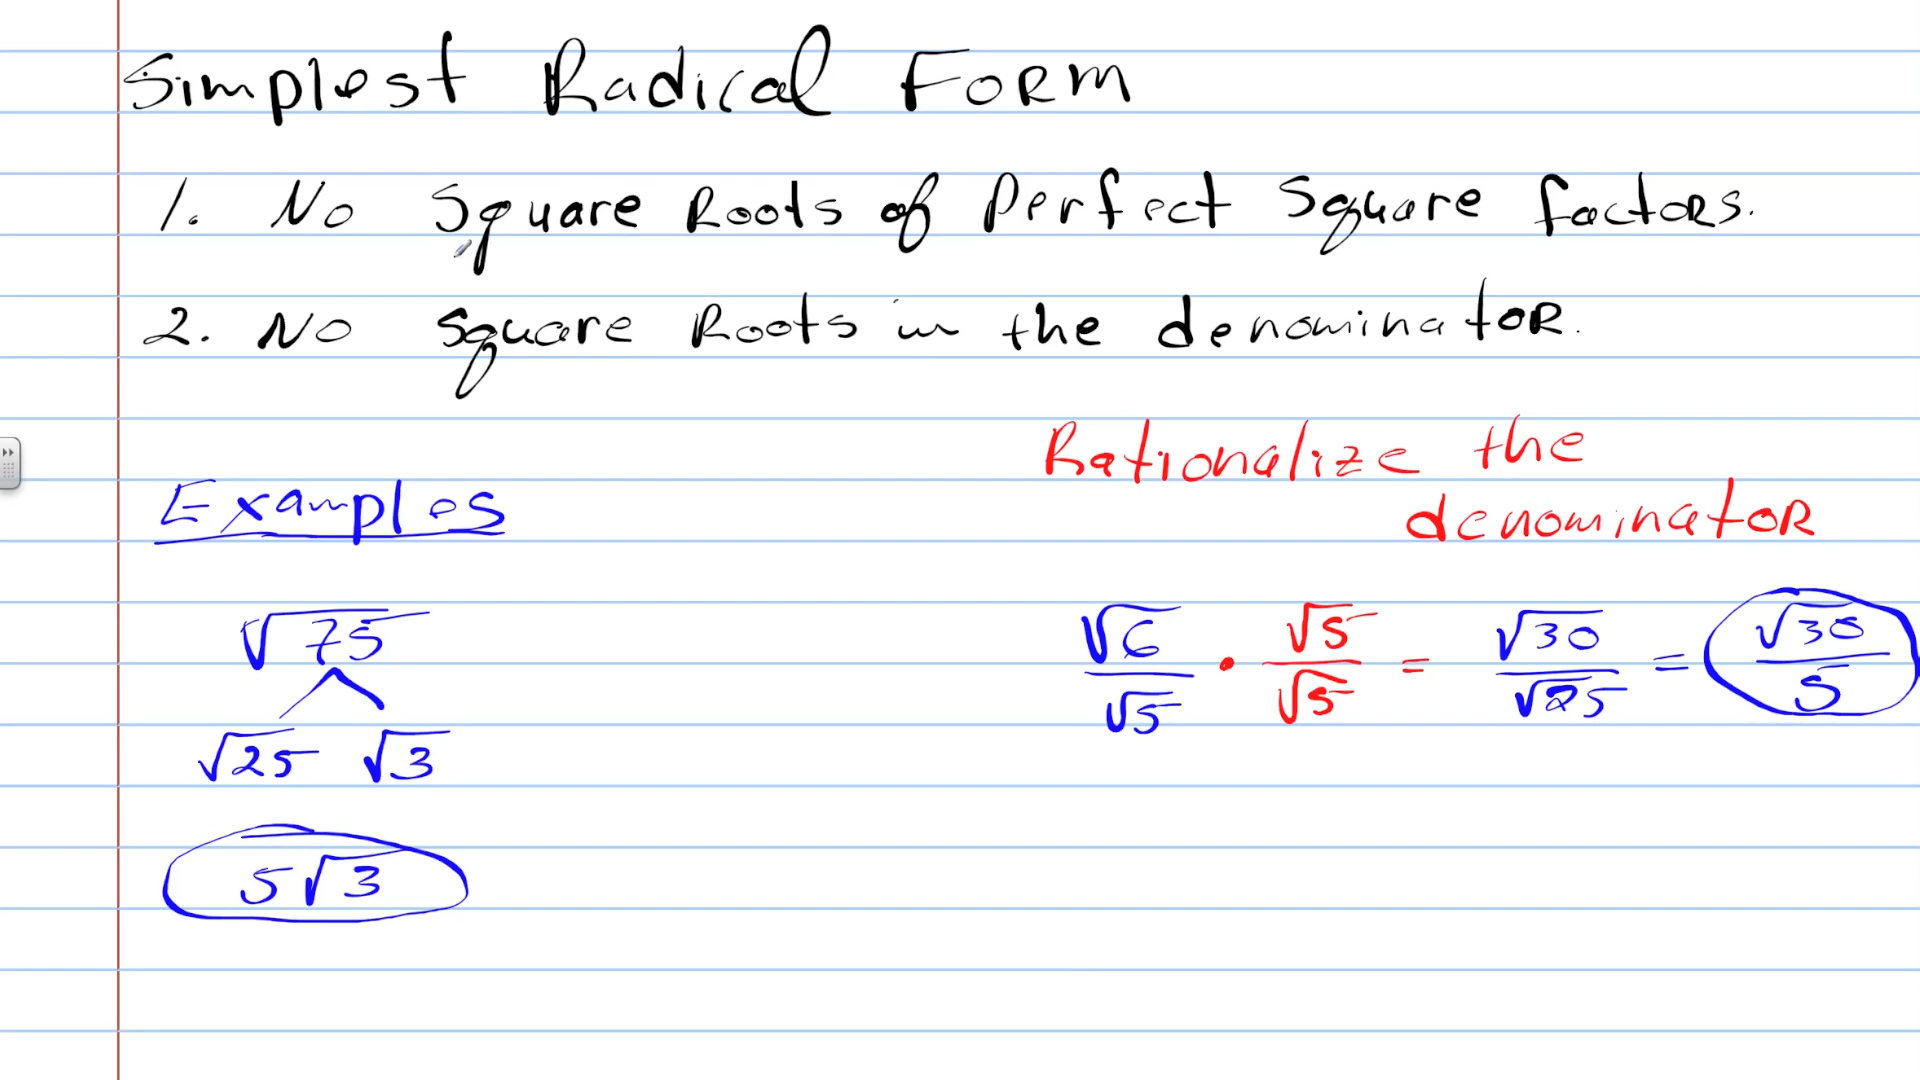 Simplest Radical Form
1. No Square Roots of Perfect Square factors.
2. No Square Roots in the denominator.
Rationalize the
denominator
Examples
√75
√25 √3
5√3
√6/√5 · √5/√5 = √30/√25 = √30/5